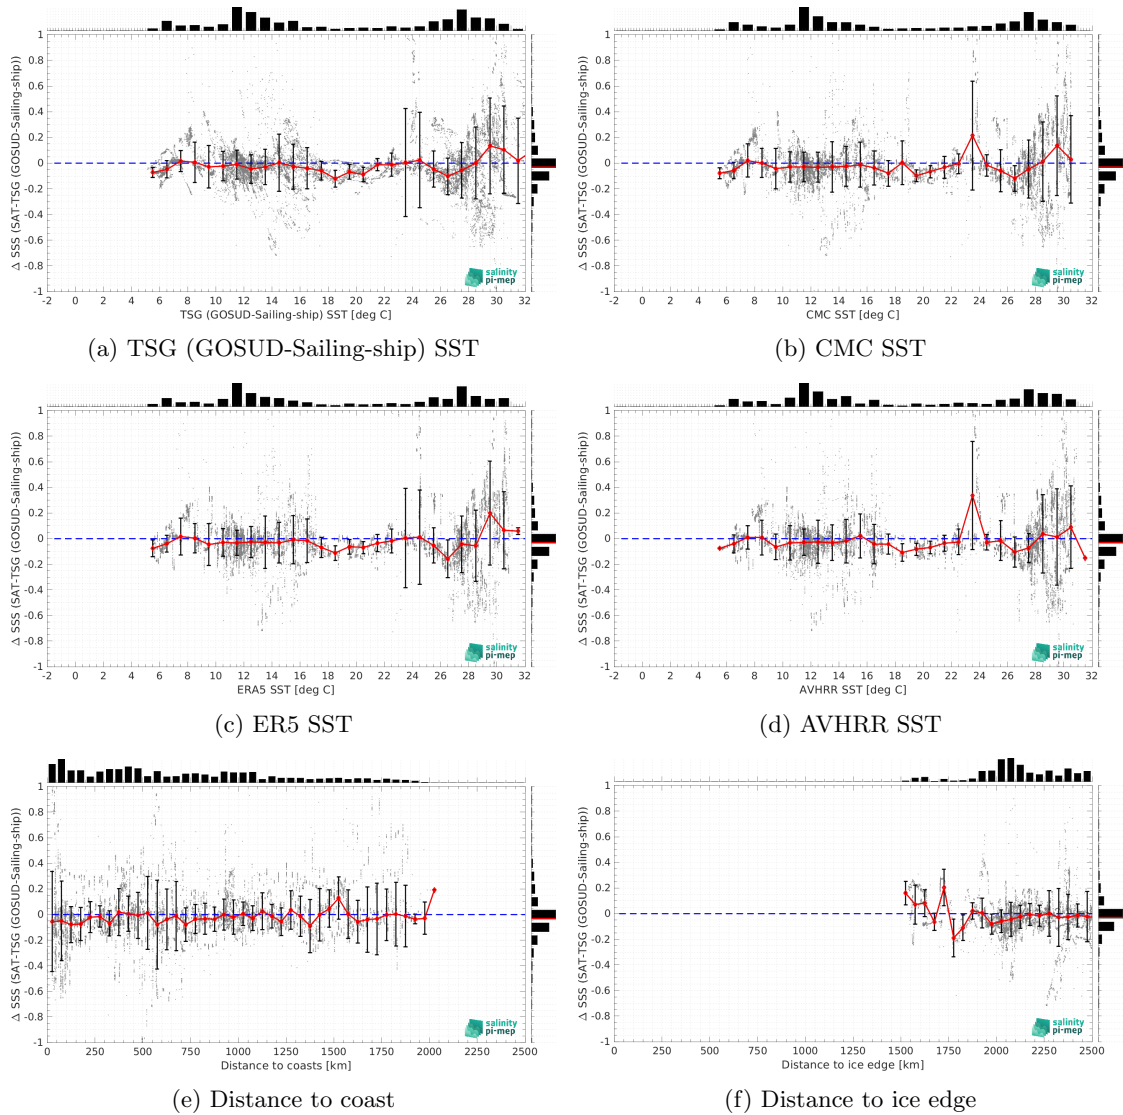 1
0.8
0.6
0.4
0.2
0
-0.2
-0.4
-0.6
-0.8
-1
Δ SSS (SAT-TSG (GOSUD-Sailing-ship))
-2 0 2 4 6 8 10 12 14 16 18 20 22 24 26 28 30 32
TSG (GOSUD-Sailing-ship) SST [deg C]
salinity
pi-mep
(a) TSG (GOSUD-Sailing-ship) SST
1
0.8
0.6
0.4
0.2
0
-0.2
-0.4
-0.6
-0.8
-1
Δ SSS (SAT-TSG (GOSUD-Sailing-ship))
-2 0 2 4 6 8 10 12 14 16 18 20 22 24 26 28 30 32
CMC SST [deg C]
salinity
pi-mep
(b) CMC SST
1
0.8
0.6
0.4
0.2
0
-0.2
-0.4
-0.6
-0.8
-1
Δ SSS (SAT-TSG (GOSUD-Sailing-ship))
-2 0 2 4 6 8 10 12 14 16 18 20 22 24 26 28 30 32
ERA5 SST [deg C]
salinity
pi-mep
(c) ER5 SST
1
0.8
0.6
0.4
0.2
0
-0.2
-0.4
-0.6
-0.8
-1
Δ SSS (SAT-TSG (GOSUD-Sailing-ship))
-2 0 2 4 6 8 10 12 14 16 18 20 22 24 26 28 30 32
AVHRR SST [deg C]
salinity
pi-mep
(d) AVHRR SST
1
0.8
0.6
0.4
0.2
0
-0.2
-0.4
-0.6
-0.8
-1
Δ SSS (SAT-TSG (GOSUD-Sailing-ship))
0 250 500 750 1000 1250 1500 1750 2000 2250 2500
Distance to coasts [km]
salinity
pi-mep
(e) Distance to coast
1
0.8
0.6
0.4
0.2
0
-0.2
-0.4
-0.6
-0.8
-1
Δ SSS (SAT-TSG (GOSUD-Sailing-ship))
0 250 500 750 1000 1250 1500 1750 2000 2250 2500
Distance to ice edge [km]
salinity
pi-mep
(f) Distance to ice edge